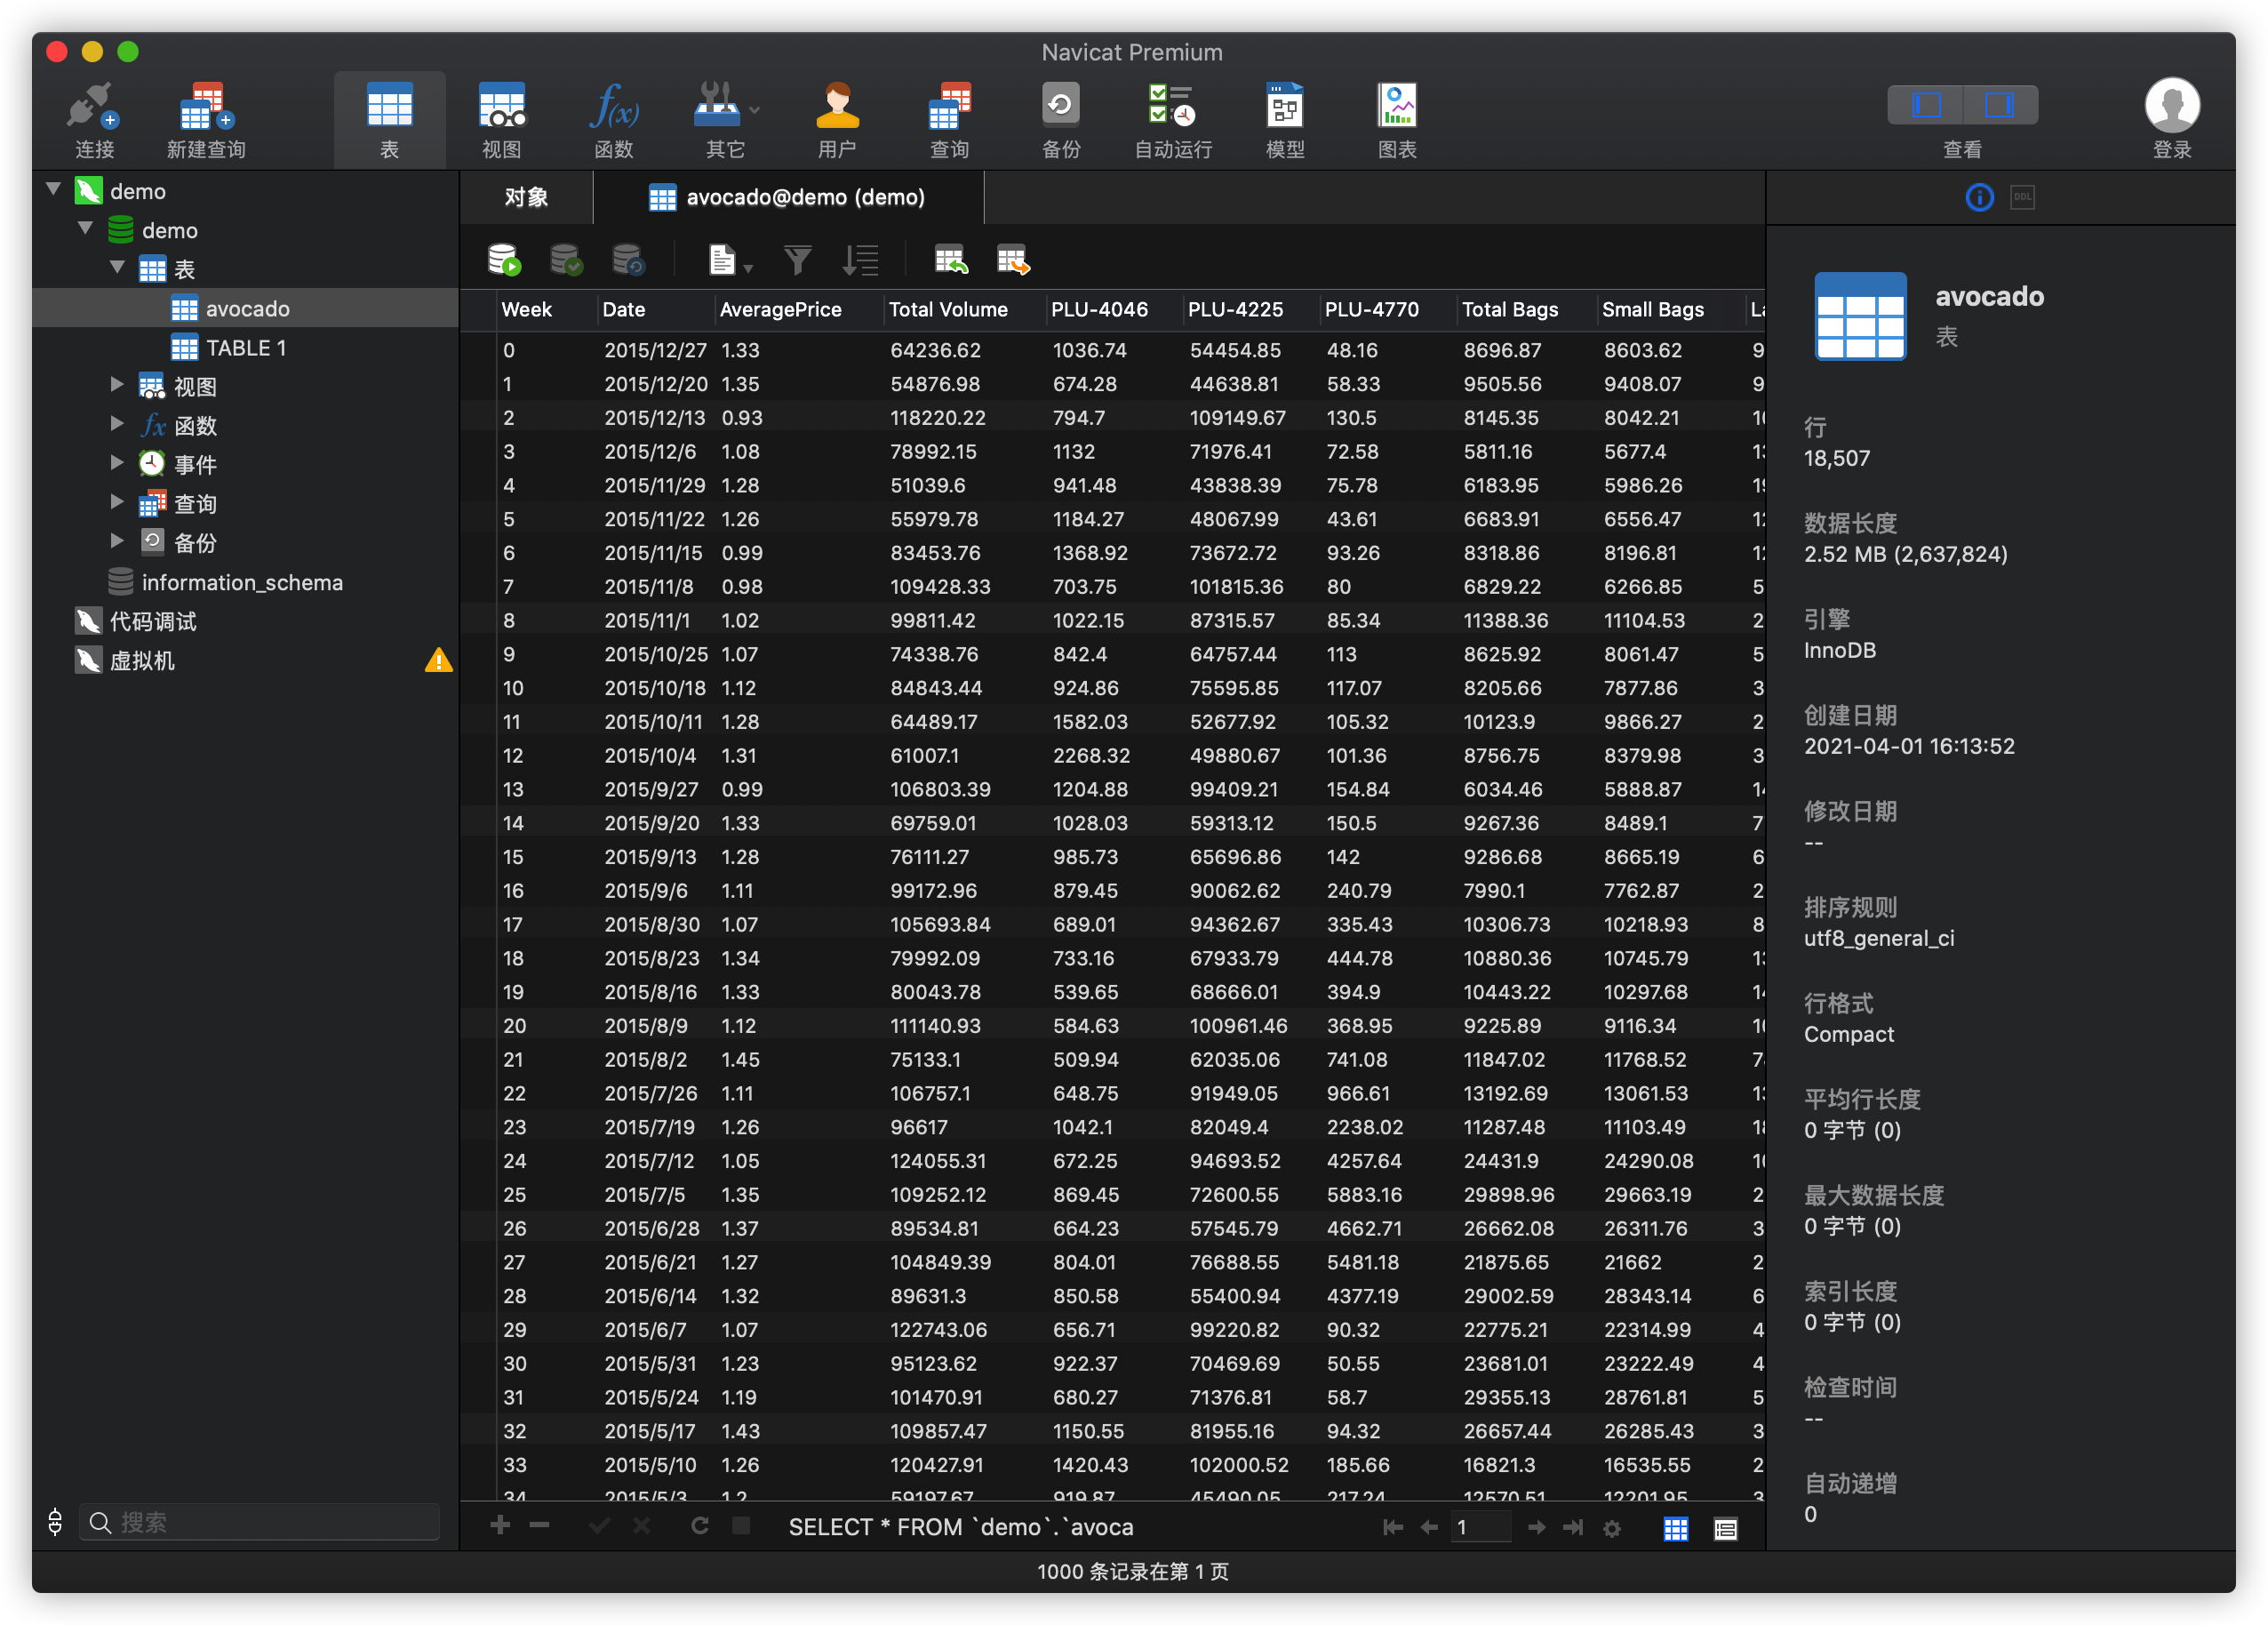 Navicat Premium
连接 新建查询 表 视图 函数 其它 用户 查询 备份 自动运行 模型 图表 查看 登录
demo
demo
表
avocado
TABLE 1
视图
函数
事件
查询
备份
information_schema
代码调试
虚拟机
搜索
对象 avocado@demo (demo)
Week Date AveragePrice Total Volume PLU-4046 PLU-4225 PLU-4770 Total Bags Small Bags La
0 2015/12/27 1.33 64236.62 1036.74 54454.85 48.16 8696.87 8603.62 9
1 2015/12/20 1.35 54876.98 674.28 44638.81 58.33 9505.56 9408.07 9
2 2015/12/13 0.93 118220.22 794.7 109149.67 130.5 8145.35 8042.21 10
3 2015/12/6 1.08 78992.15 1132 71976.41 72.58 5811.16 5677.4 13
4 2015/11/29 1.28 51039.6 941.48 43838.39 75.78 6183.95 5986.26 19
5 2015/11/22 1.26 55979.78 1184.27 48067.99 43.61 6683.91 6556.47 12
6 2015/11/15 0.99 83453.76 1368.92 73672.72 93.26 8318.86 8196.81 12
7 2015/11/8 0.98 109428.33 703.75 101815.36 80 6829.22 6266.85 5
8 2015/11/1 1.02 99811.42 1022.15 87315.57 85.34 11388.36 11104.53 2
9 2015/10/25 1.07 74338.76 842.4 64757.44 113 8625.92 8061.47 5
10 2015/10/18 1.12 84843.44 924.86 75595.85 117.07 8205.66 7877.86 3
11 2015/10/11 1.28 64489.17 1582.03 52677.92 105.32 10123.9 9866.27 2
12 2015/10/4 1.31 61007.1 2268.32 49880.67 101.36 8756.75 8379.98 3
13 2015/9/27 0.99 106803.39 1204.88 99409.21 154.84 6034.46 5888.87 14
14 2015/9/20 1.33 69759.01 1028.03 59313.12 150.5 9267.36 8489.1 7
15 2015/9/13 1.28 76111.27 985.73 65696.86 142 9286.68 8665.19 6
16 2015/9/6 1.11 99172.96 879.45 90062.62 240.79 7990.1 7762.87 2
17 2015/8/30 1.07 105693.84 689.01 94362.67 335.43 10306.73 10218.93 8
18 2015/8/23 1.34 79992.09 733.16 67933.79 444.78 10880.36 10745.79 13
19 2015/8/16 1.33 80043.78 539.65 68666.01 394.9 10443.22 10297.68 14
20 2015/8/9 1.12 111140.93 584.63 100961.46 368.95 9225.89 9116.34 10
21 2015/8/2 1.45 75133.1 509.94 62035.06 741.08 11847.02 11768.52 7
22 2015/7/26 1.11 106757.1 648.75 91949.05 966.61 13192.69 13061.53 13
23 2015/7/19 1.26 96617 1042.1 82049.4 2238.02 11287.48 11103.49 18
24 2015/7/12 1.05 124055.31 672.25 94693.52 4257.64 24431.9 24290.08 10
25 2015/7/5 1.35 109252.12 869.45 72600.55 5883.16 29898.96 29663.19 2
26 2015/6/28 1.37 89534.81 664.23 57545.79 4662.71 26662.08 26311.76 3
27 2015/6/21 1.27 104849.39 804.01 76688.55 5481.18 21875.65 21662 2
28 2015/6/14 1.32 89631.3 850.58 55400.94 4377.19 29002.59 28343.14 6
29 2015/6/7 1.07 122743.06 656.71 99220.82 90.32 22775.21 22314.99 4
30 2015/5/31 1.23 95123.62 922.37 70469.69 50.55 23681.01 23222.49 4
31 2015/5/24 1.19 101470.91 680.27 71376.81 58.7 29355.13 28761.81 5
32 2015/5/17 1.43 109857.47 1150.55 81955.16 94.32 26657.44 26285.43 3
33 2015/5/10 1.26 120427.91 1420.43 102000.52 185.66 16821.3 16535.55 2
34 2015/5/3 1.2 59197.67 919.87 45490.05 217.24 12570.51 12201.95 3
SELECT * FROM `demo`.`avoca
1
1000 条记录在第 1 页
DDL
avocado
表
行
18,507
数据长度
2.52 MB (2,637,824)
引擎
InnoDB
创建日期
2021-04-01 16:13:52
修改日期
--
排序规则
utf8_general_ci
行格式
Compact
平均行长度
0 字节 (0)
最大数据长度
0 字节 (0)
索引长度
0 字节 (0)
检查时间
--
自动递增
0